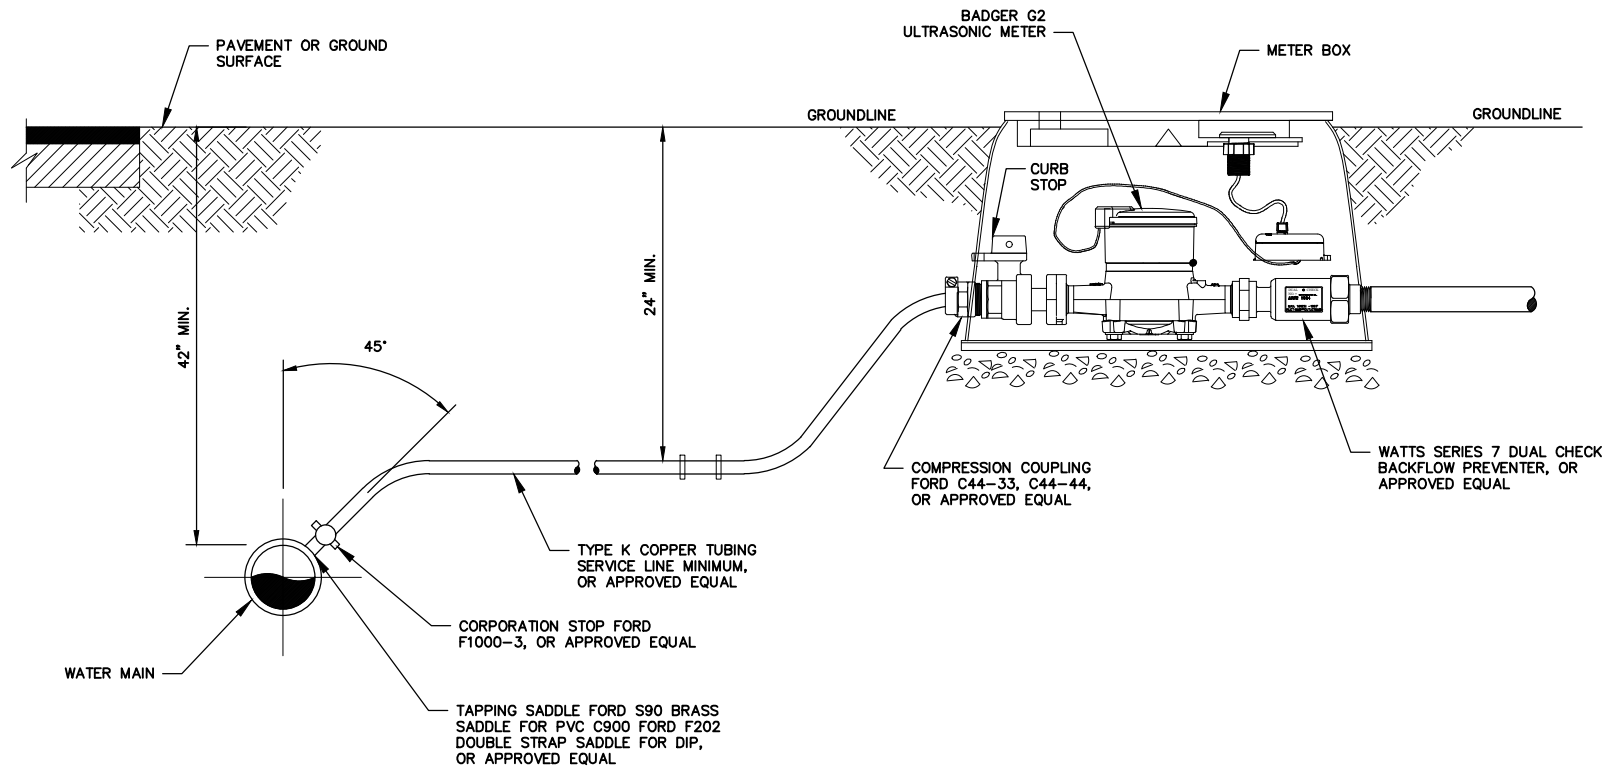 BADGER G2
ULTRASONIC METER
PAVEMENT OR GROUND
SURFACE
METER BOX
GROUNDLINE
GROUNDLINE
CURB
STOP
42" MIN.
24" MIN.
45°
COMPRESSION COUPLING
FORD C44-33, C44-44,
OR APPROVED EQUAL
WATTS SERIES 7 DUAL CHECK
BACKFLOW PREVENTER, OR
APPROVED EQUAL
TYPE K COPPER TUBING
SERVICE LINE MINIMUM,
OR APPROVED EQUAL
CORPORATION STOP FORD
F1000-3, OR APPROVED EQUAL
WATER MAIN
TAPPING SADDLE FORD S90 BRASS
SADDLE FOR PVC C900 FORD F202
DOUBLE STRAP SADDLE FOR DIP,
OR APPROVED EQUAL